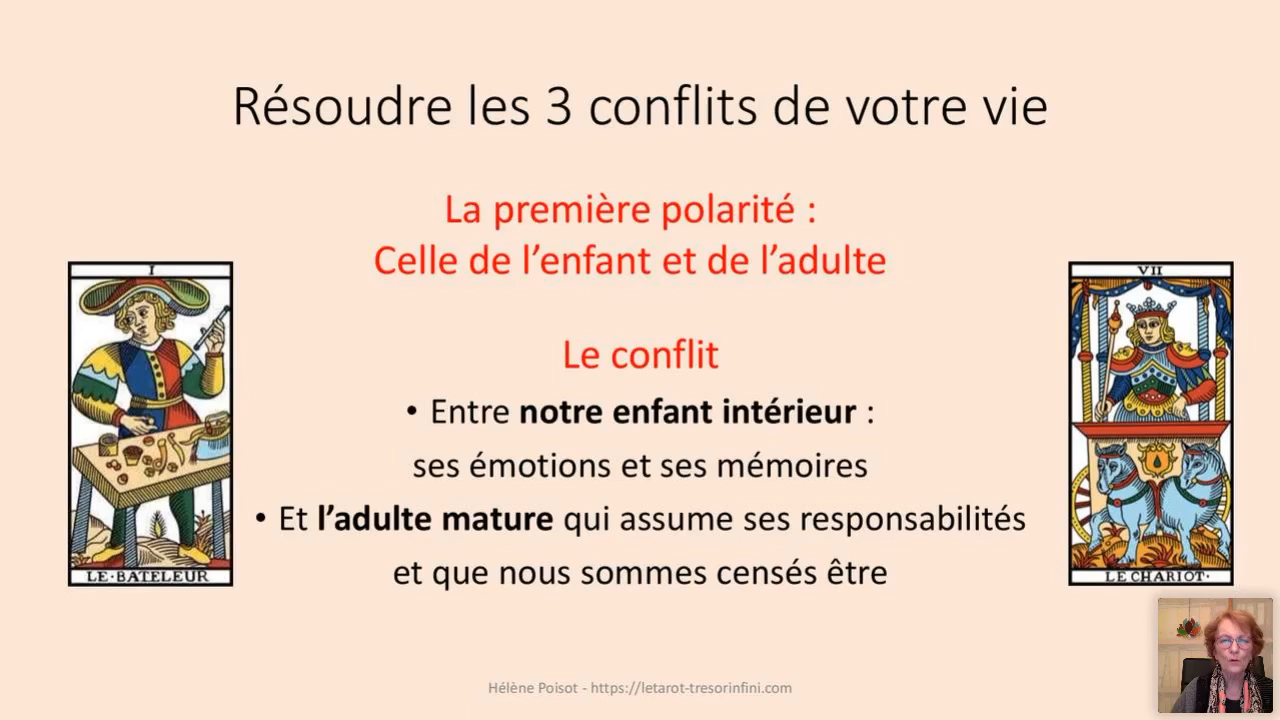 Résoudre les 3 conflits de votre vie
La première polarité :
Celle de l’enfant et de l’adulte
I
VII
Le conflit
• Entre notre enfant intérieur :
ses émotions et ses mémoires
• Et l’adulte mature qui assume ses responsabilités
et que nous sommes censés être
LE·BATELEUR
LE CHARIOT·
Hélène Poisot - https://letarot-tresorinfini.com